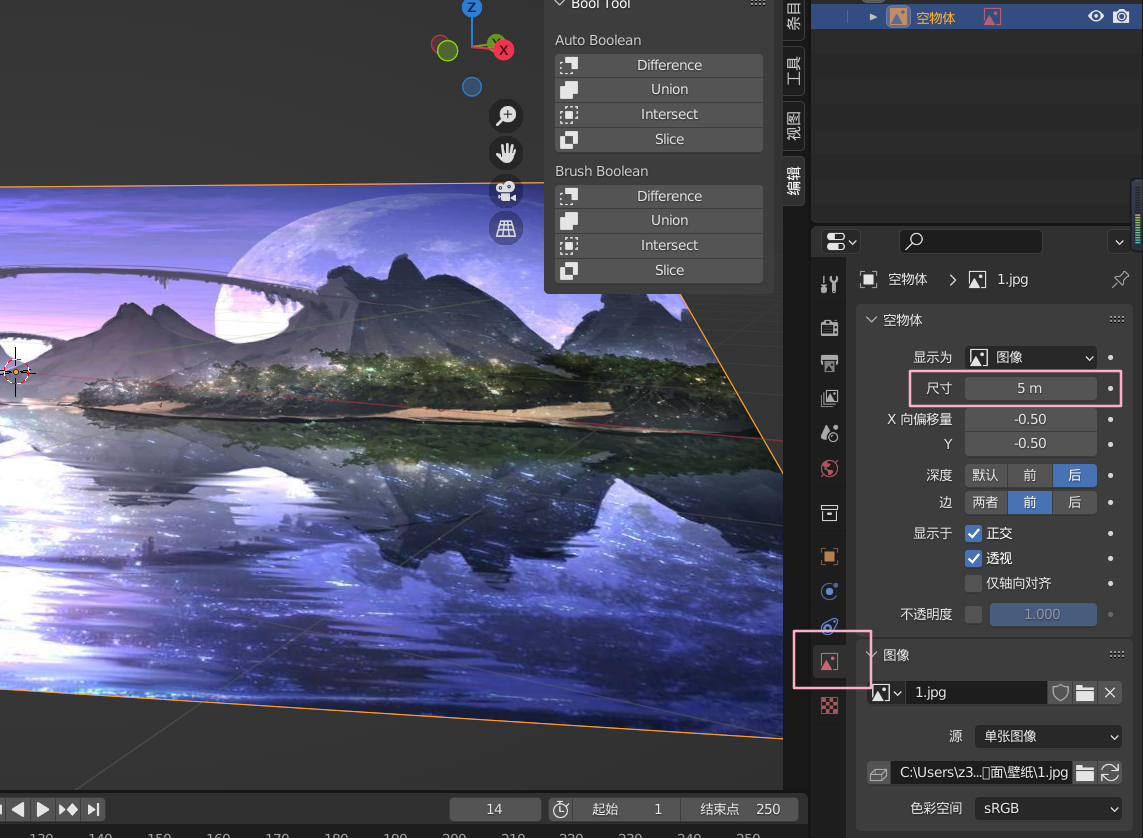 Z
X
Y
Bool Tool
Auto Boolean
Difference
Union
Intersect
Slice
Brush Boolean
Difference
Union
Intersect
Slice
条目
工具
视图
编辑
空物体
空物体
1.jpg
空物体
显示为
图像
尺寸
5 m
X 向偏移量
-0.50
Y
-0.50
深度
默认
前
后
边
两者
前
后
显示于
正交
透视
仅轴向对齐
不透明度
1.000
图像
1.jpg
源
单张图像
C:\Users\z3...▯面\壁纸\1.jpg
色彩空间
sRGB
14
起始
1
结束点
250
130 140 150 160 170 180 190 200 210 220 230 240 250